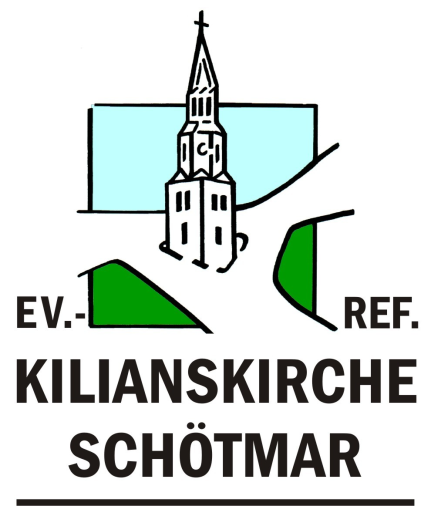 EV.- REF.
KILIANSKIRCHE
SCHÖTMAR